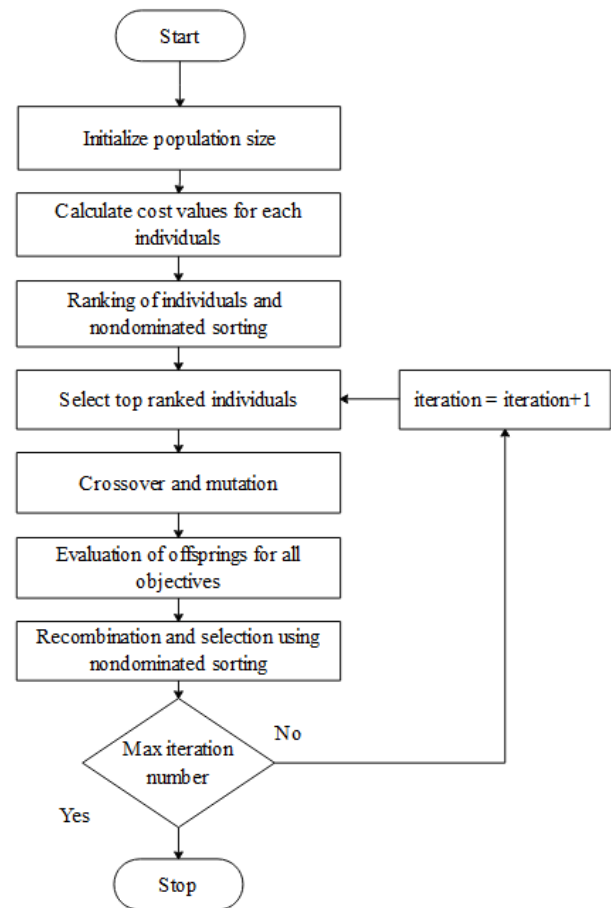 Start
Initialize population size
Calculate cost values for each
individuals
Ranking of individuals and
nondominated sorting
Select top ranked individuals
iteration = iteration+1
Crossover and mutation
Evaluation of offsprings for all
objectives
Recombination and selection using
nondominated sorting
Max iteration
number
No
Yes
Stop